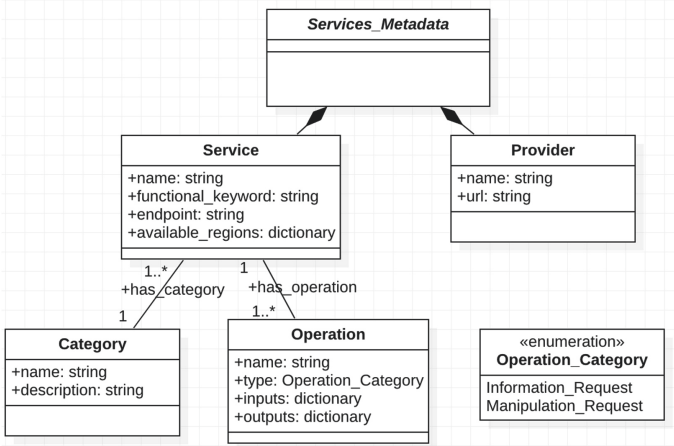 Services_Metadata
Service
+name: string
+functional_keyword: string
+endpoint: string
+available_regions: dictionary
Provider
+name: string
+url: string
1..*
+has_category
1
1
+has_operation
1..*
Category
+name: string
+description: string
Operation
+name: string
+type: Operation_Category
+inputs: dictionary
+outputs: dictionary
«enumeration»
Operation_Category
Information_Request
Manipulation_Request